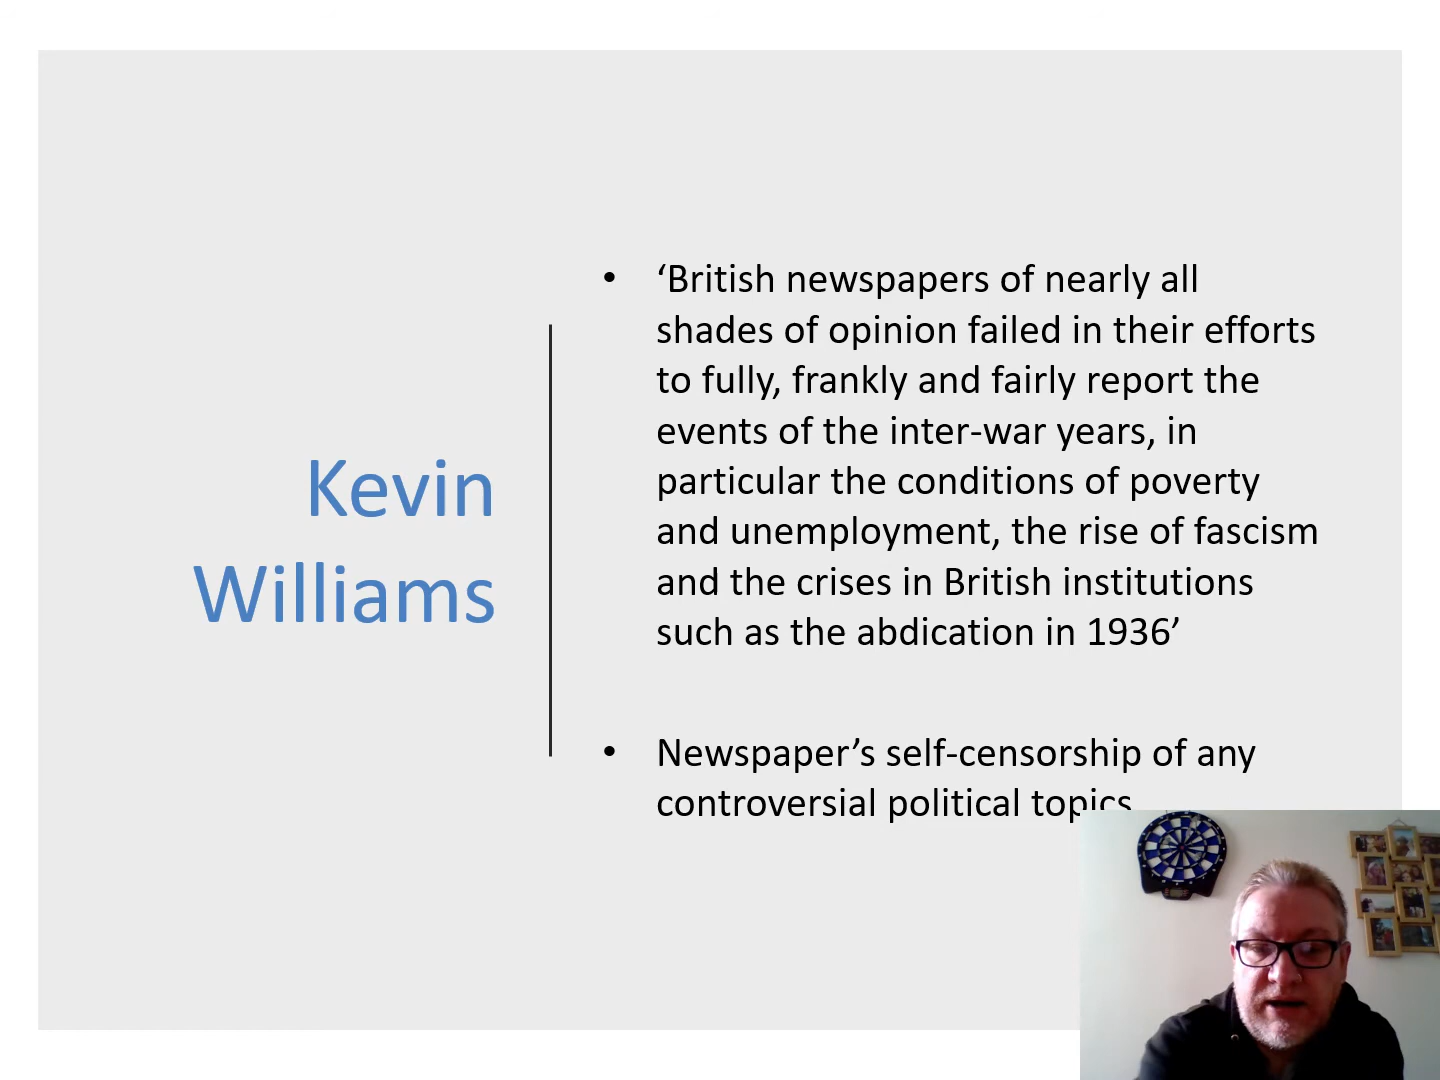 Kevin
Williams
• ‘British newspapers of nearly all
shades of opinion failed in their efforts
to fully, frankly and fairly report the
events of the inter-war years, in
particular the conditions of poverty
and unemployment, the rise of fascism
and the crises in British institutions
such as the abdication in 1936’
• Newspaper’s self-censorship of any
controversial political topics